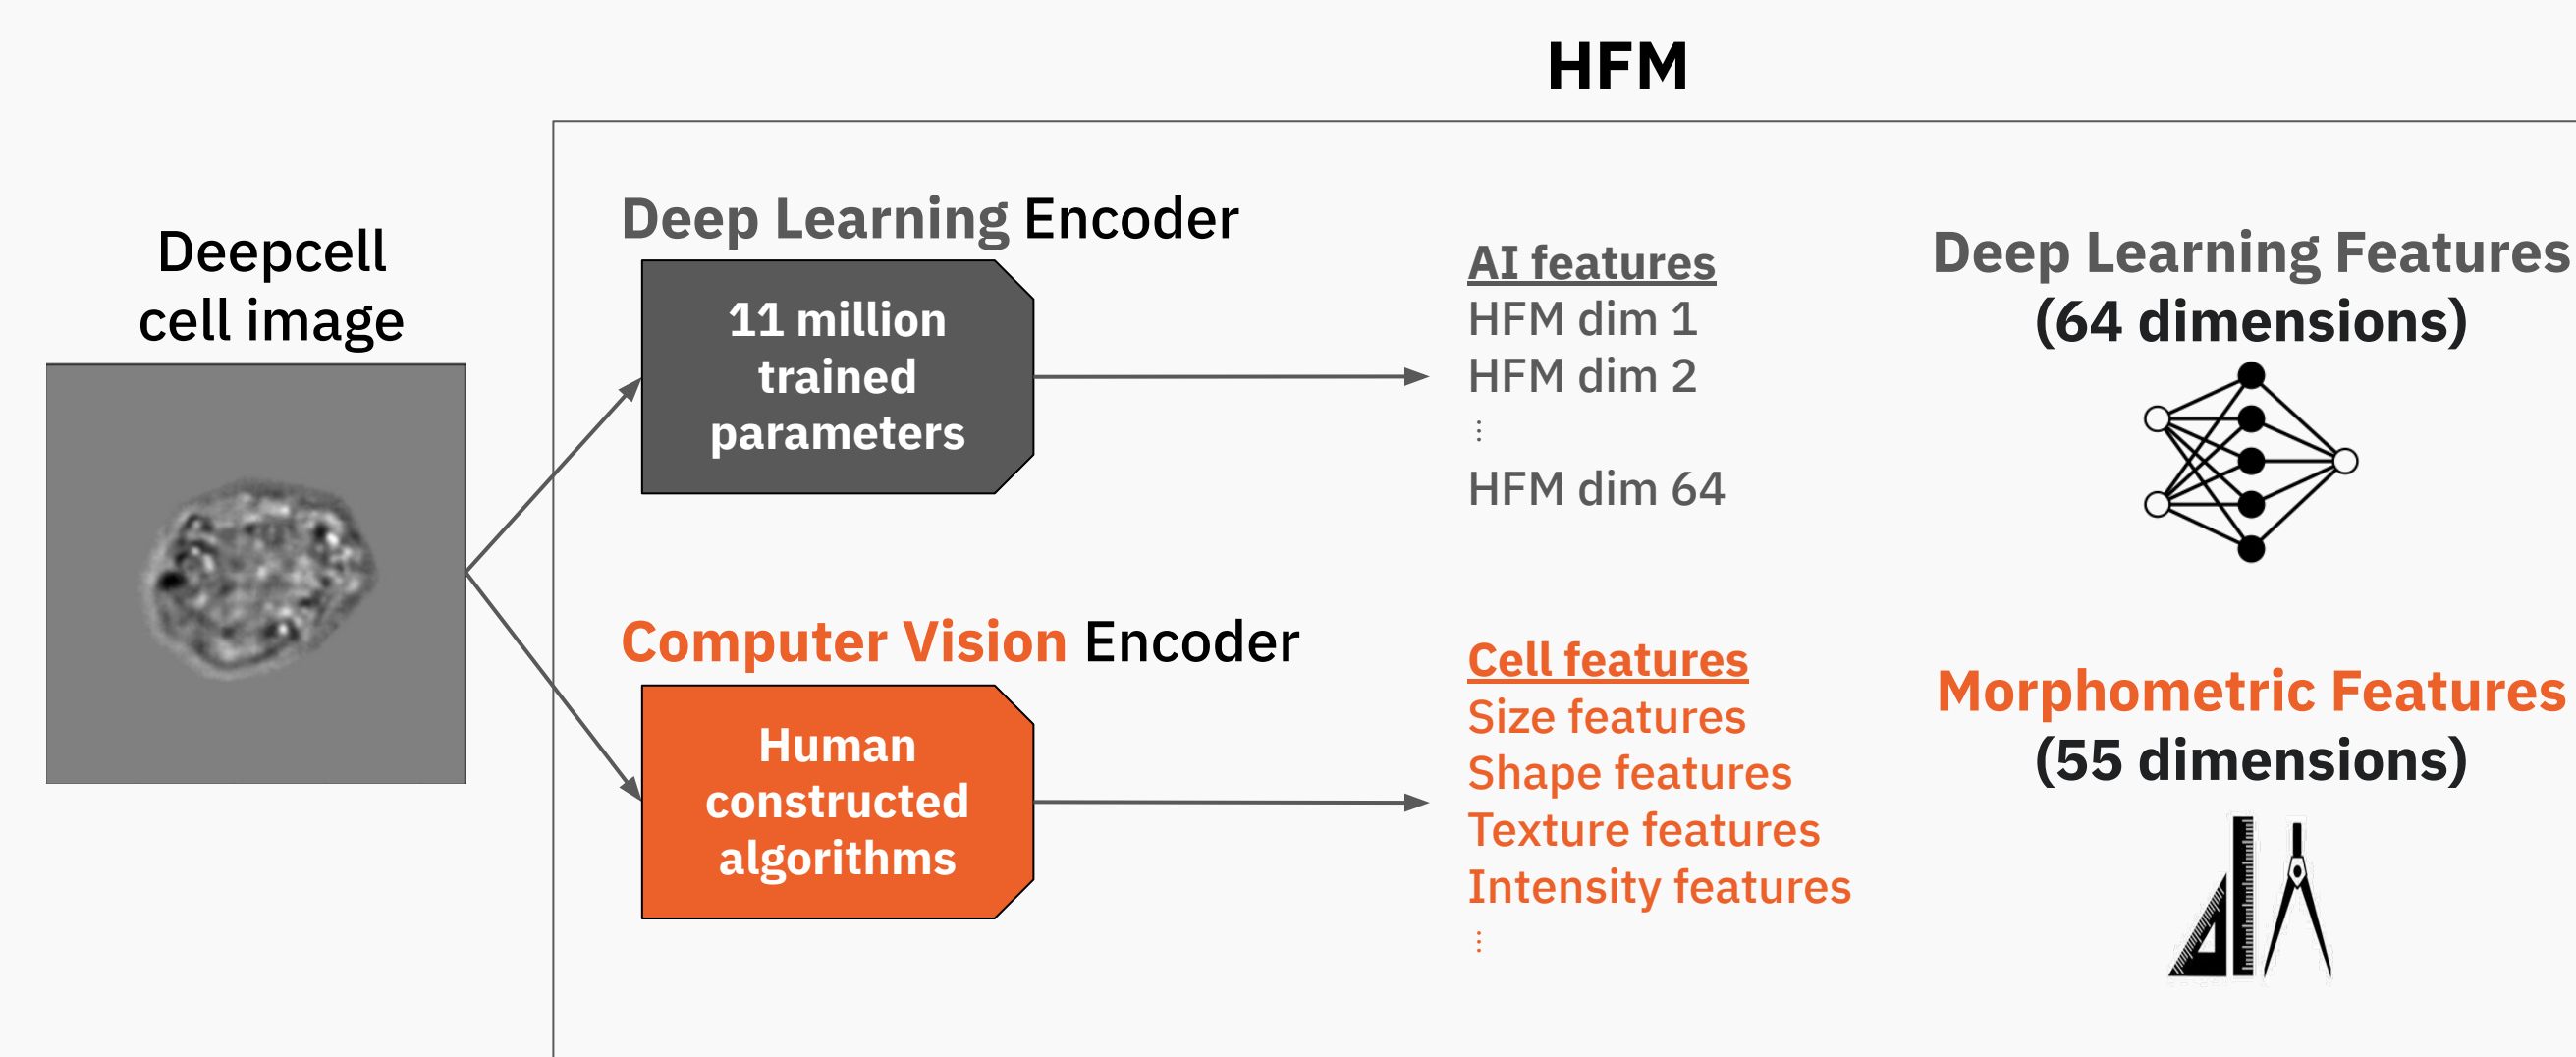 HFM
Deepcell
cell image
Deep Learning Encoder
11 million
trained
parameters
AI features
HFM dim 1
HFM dim 2
⋮
HFM dim 64
Deep Learning Features
(64 dimensions)
Computer Vision Encoder
Human
constructed
algorithms
Cell features
Size features
Shape features
Texture features
Intensity features
⋮
Morphometric Features
(55 dimensions)